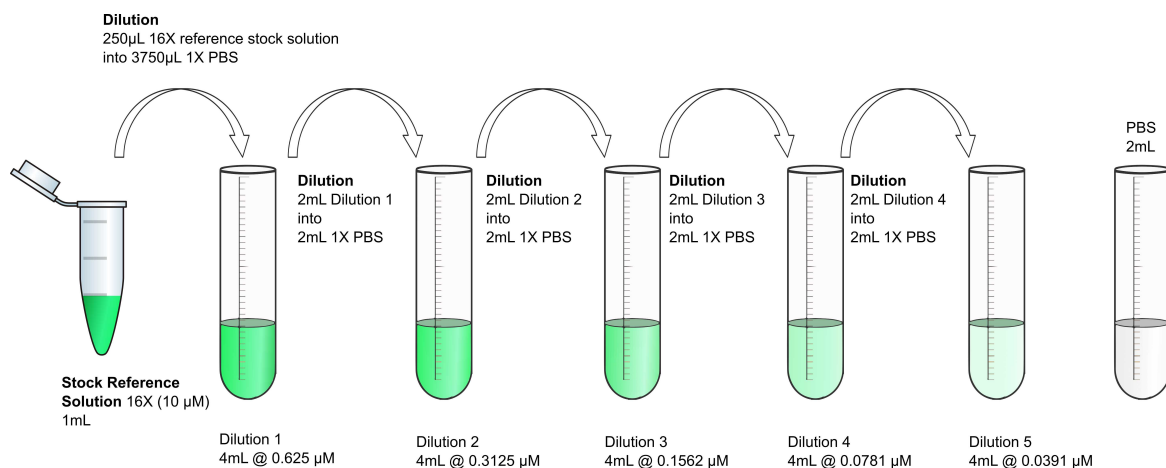 Dilution
250µL 16X reference stock solution
into 3750µL 1X PBS
PBS
2mL
Dilution
2mL Dilution 1
into
2mL 1X PBS
Dilution
2mL Dilution 2
into
2mL 1X PBS
Dilution
2mL Dilution 3
into
2mL 1X PBS
Dilution
2mL Dilution 4
into
2mL 1X PBS
Stock Reference
Solution 16X (10 µM)
1mL
Dilution 1
4mL @ 0.625 µM
Dilution 2
4mL @ 0.3125 µM
Dilution 3
4mL @ 0.1562 µM
Dilution 4
4mL @ 0.0781 µM
Dilution 5
4mL @ 0.0391 µM